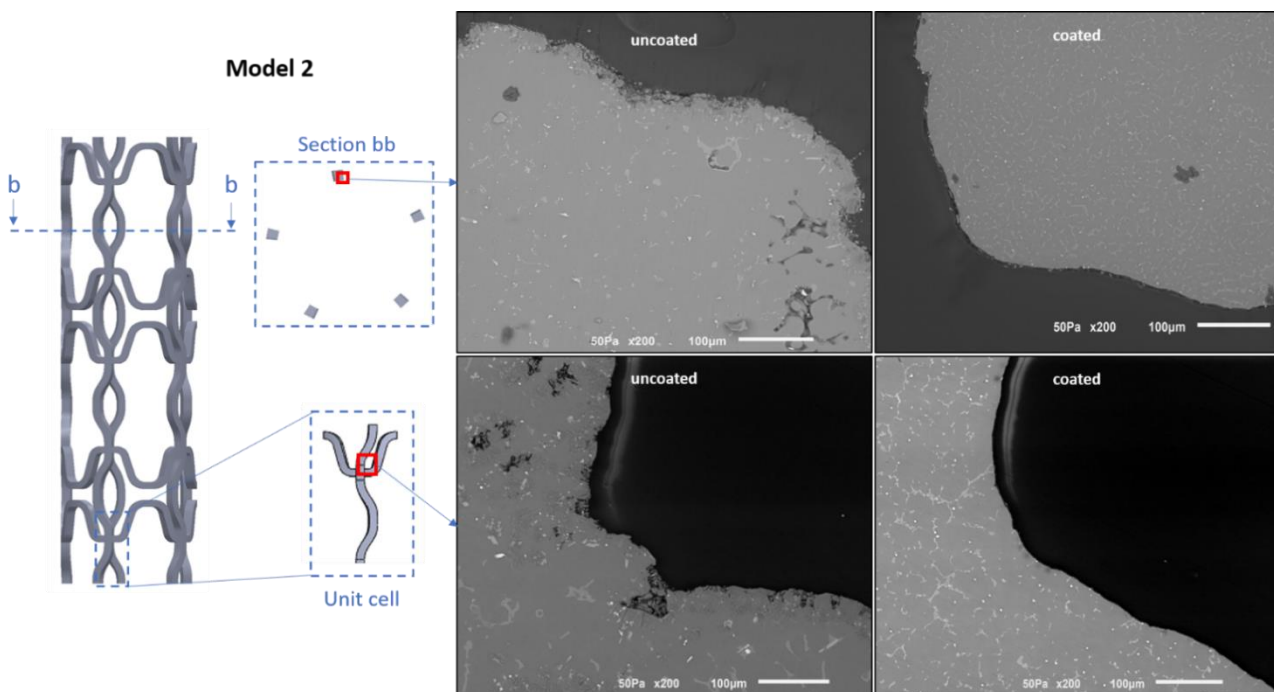 Model 2
b
b
Section bb
Unit cell
uncoated
50Pa x200 100µm
coated
50Pa x200 100µm
uncoated
50Pa x200 100µm
coated
50Pa x200 100µm